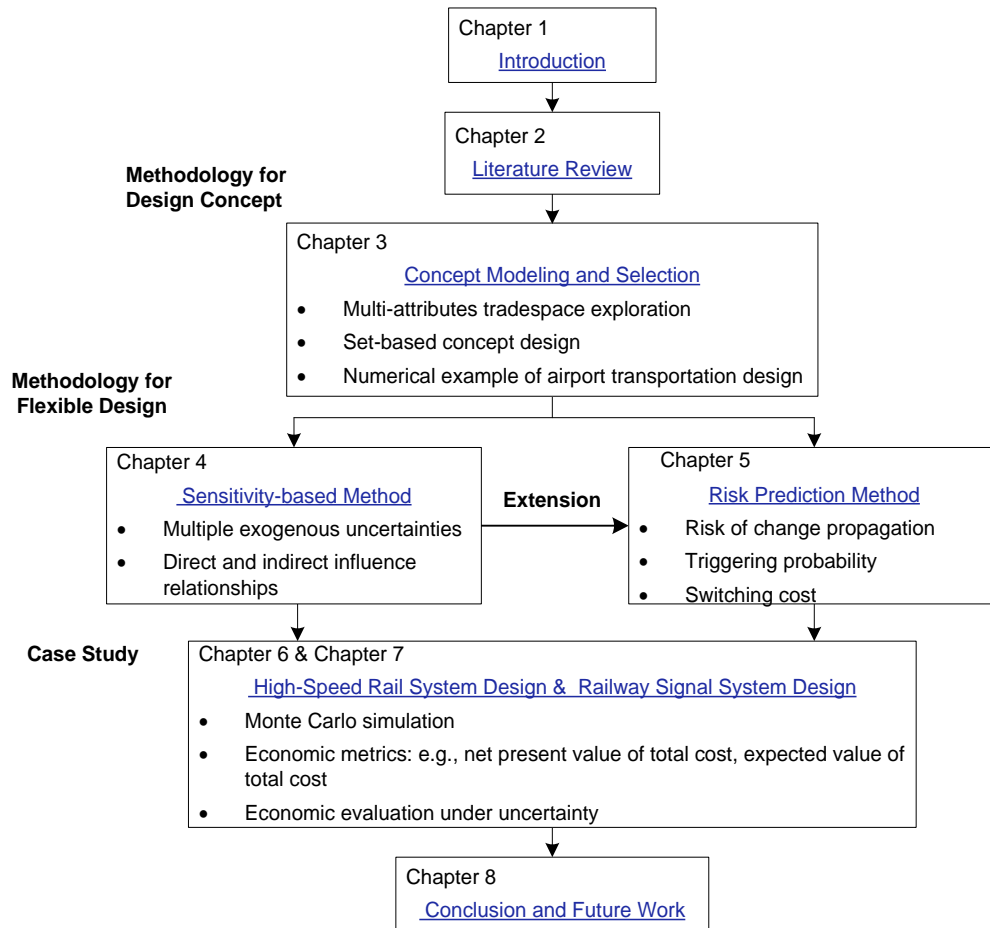 Chapter 1
Introduction
Chapter 2
Literature Review
Methodology for
Design Concept
Chapter 3
Concept Modeling and Selection
• Multi-attributes tradespace exploration
• Set-based concept design
• Numerical example of airport transportation design
Methodology for
Flexible Design
Chapter 4
Sensitivity-based Method
• Multiple exogenous uncertainties
• Direct and indirect influence
relationships
Extension
Chapter 5
Risk Prediction Method
• Risk of change propagation
• Triggering probability
• Switching cost
Case Study
Chapter 6 & Chapter 7
High-Speed Rail System Design & Railway Signal System Design
• Monte Carlo simulation
• Economic metrics: e.g., net present value of total cost, expected value of
total cost
• Economic evaluation under uncertainty
Chapter 8
Conclusion and Future Work